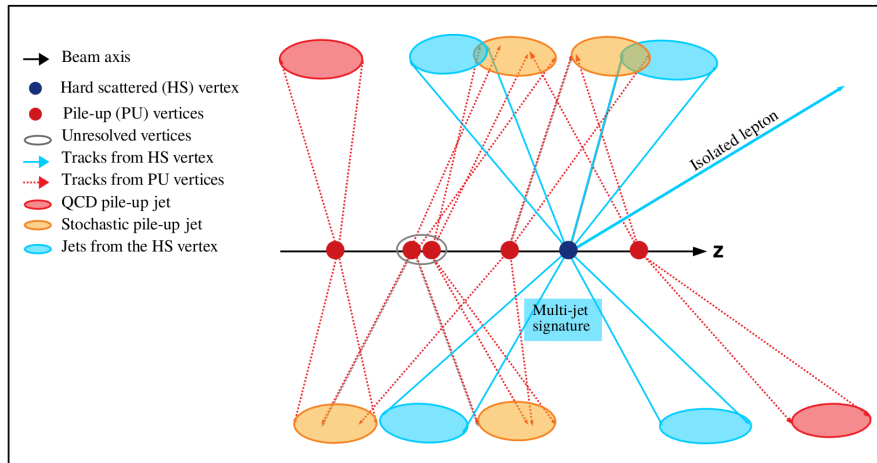 Beam axis
Hard scattered (HS) vertex
Pile-up (PU) vertices
Unresolved vertices
Tracks from HS vertex
Tracks from PU vertices
QCD pile-up jet
Stochastic pile-up jet
Jets from the HS vertex
Isolated lepton
z
Multi-jet
signature